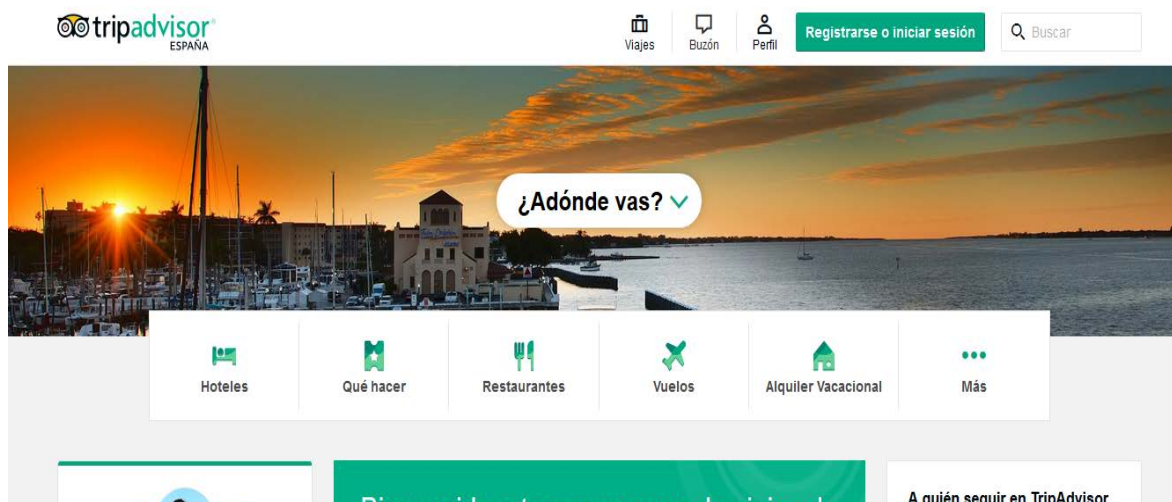 tripadvisor
ESPAÑA
Viajes
Buzón
Perfil
Registrarse o iniciar sesión
Buscar
¿Adónde vas?
Hoteles
Qué hacer
Restaurantes
Vuelos
Alquiler Vacacional
Más
A quién seguir en TripAdvisor